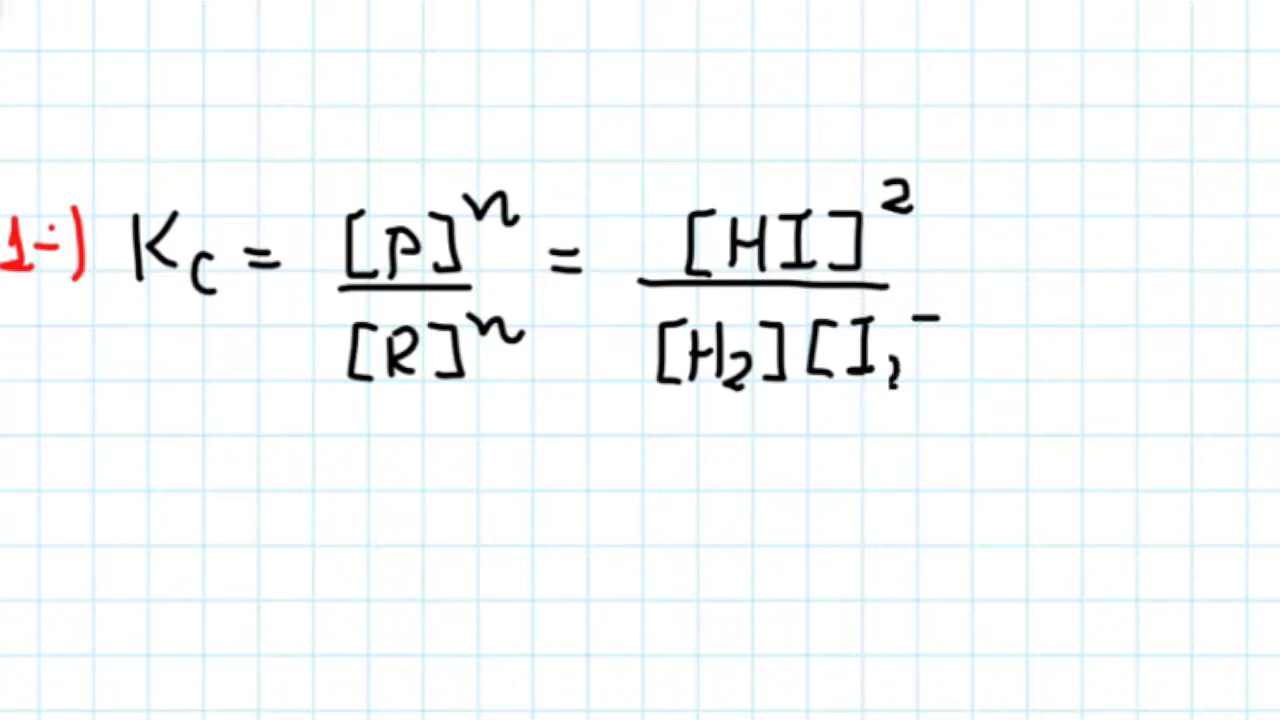 1-) Kc = [P]^n / [R]^n = [HI]^2 / [H2][I2